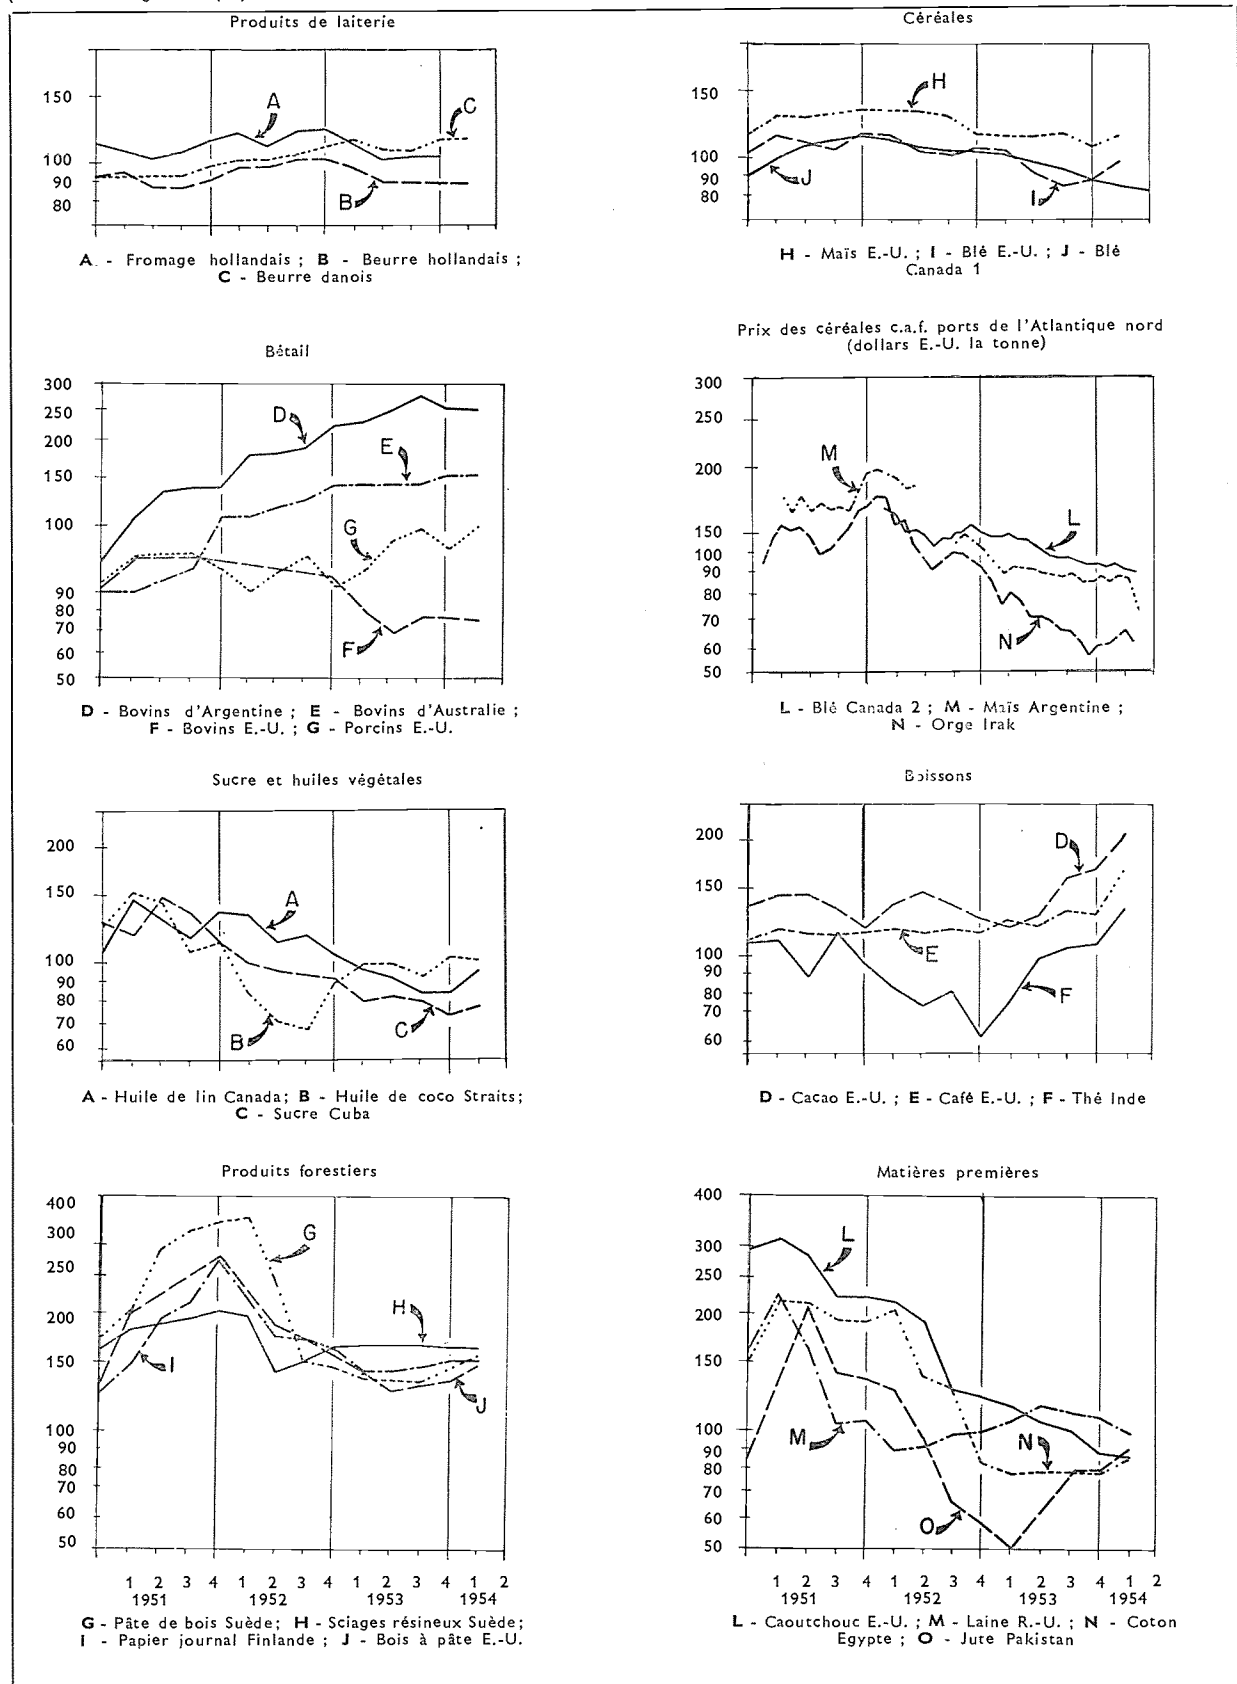 Produits de laiterie
150
100
90
80
A
B
C
A. - Fromage hollandais ; B - Beurre hollandais ;
C - Beurre danois
Céréales
150
100
90
80
H
J
I
H - Maïs E.-U. ; I - Blé E.-U. ; J - Blé
Canada 1
Bétail
300
250
200
150
100
90
80
70
60
50
D
E
G
F
D - Bovins d'Argentine ; E - Bovins d'Australie ;
F - Bovins E.-U. ; G - Porcins E.-U.
Prix des céréales c.a.f. ports de l'Atlantique nord
(dollars E.-U. la tonne)
300
250
200
150
100
90
80
70
60
50
M
L
N
L - Blé Canada 2 ; M - Maïs Argentine ;
N - Orge Irak
Sucre et huiles végétales
200
150
100
90
80
70
60
A
B
C
A - Huile de lin Canada; B - Huile de coco Straits;
C - Sucre Cuba
Boissons
200
150
100
90
80
70
60
D
E
F
D - Cacao E.-U. ; E - Café E.-U. ; F - Thé Inde
Produits forestiers
400
300
250
200
150
100
90
80
70
60
50
G
H
I
J
1 2 3 4 1 2 3 4 1 2 3 4 1 2
1951 1952 1953 1954
G - Pâte de bois Suède; H - Sciages résineux Suède;
I - Papier journal Finlande ; J - Bois à pâte E.-U.
Matières premières
400
300
250
200
150
100
90
80
70
60
50
L
M
N
O
1 2 3 4 1 2 3 4 1 2 3 4 1 2
1951 1952 1953 1954
L - Caoutchouc E.-U. ; M - Laine R.-U. ; N - Coton
Egypte ; O - Jute Pakistan